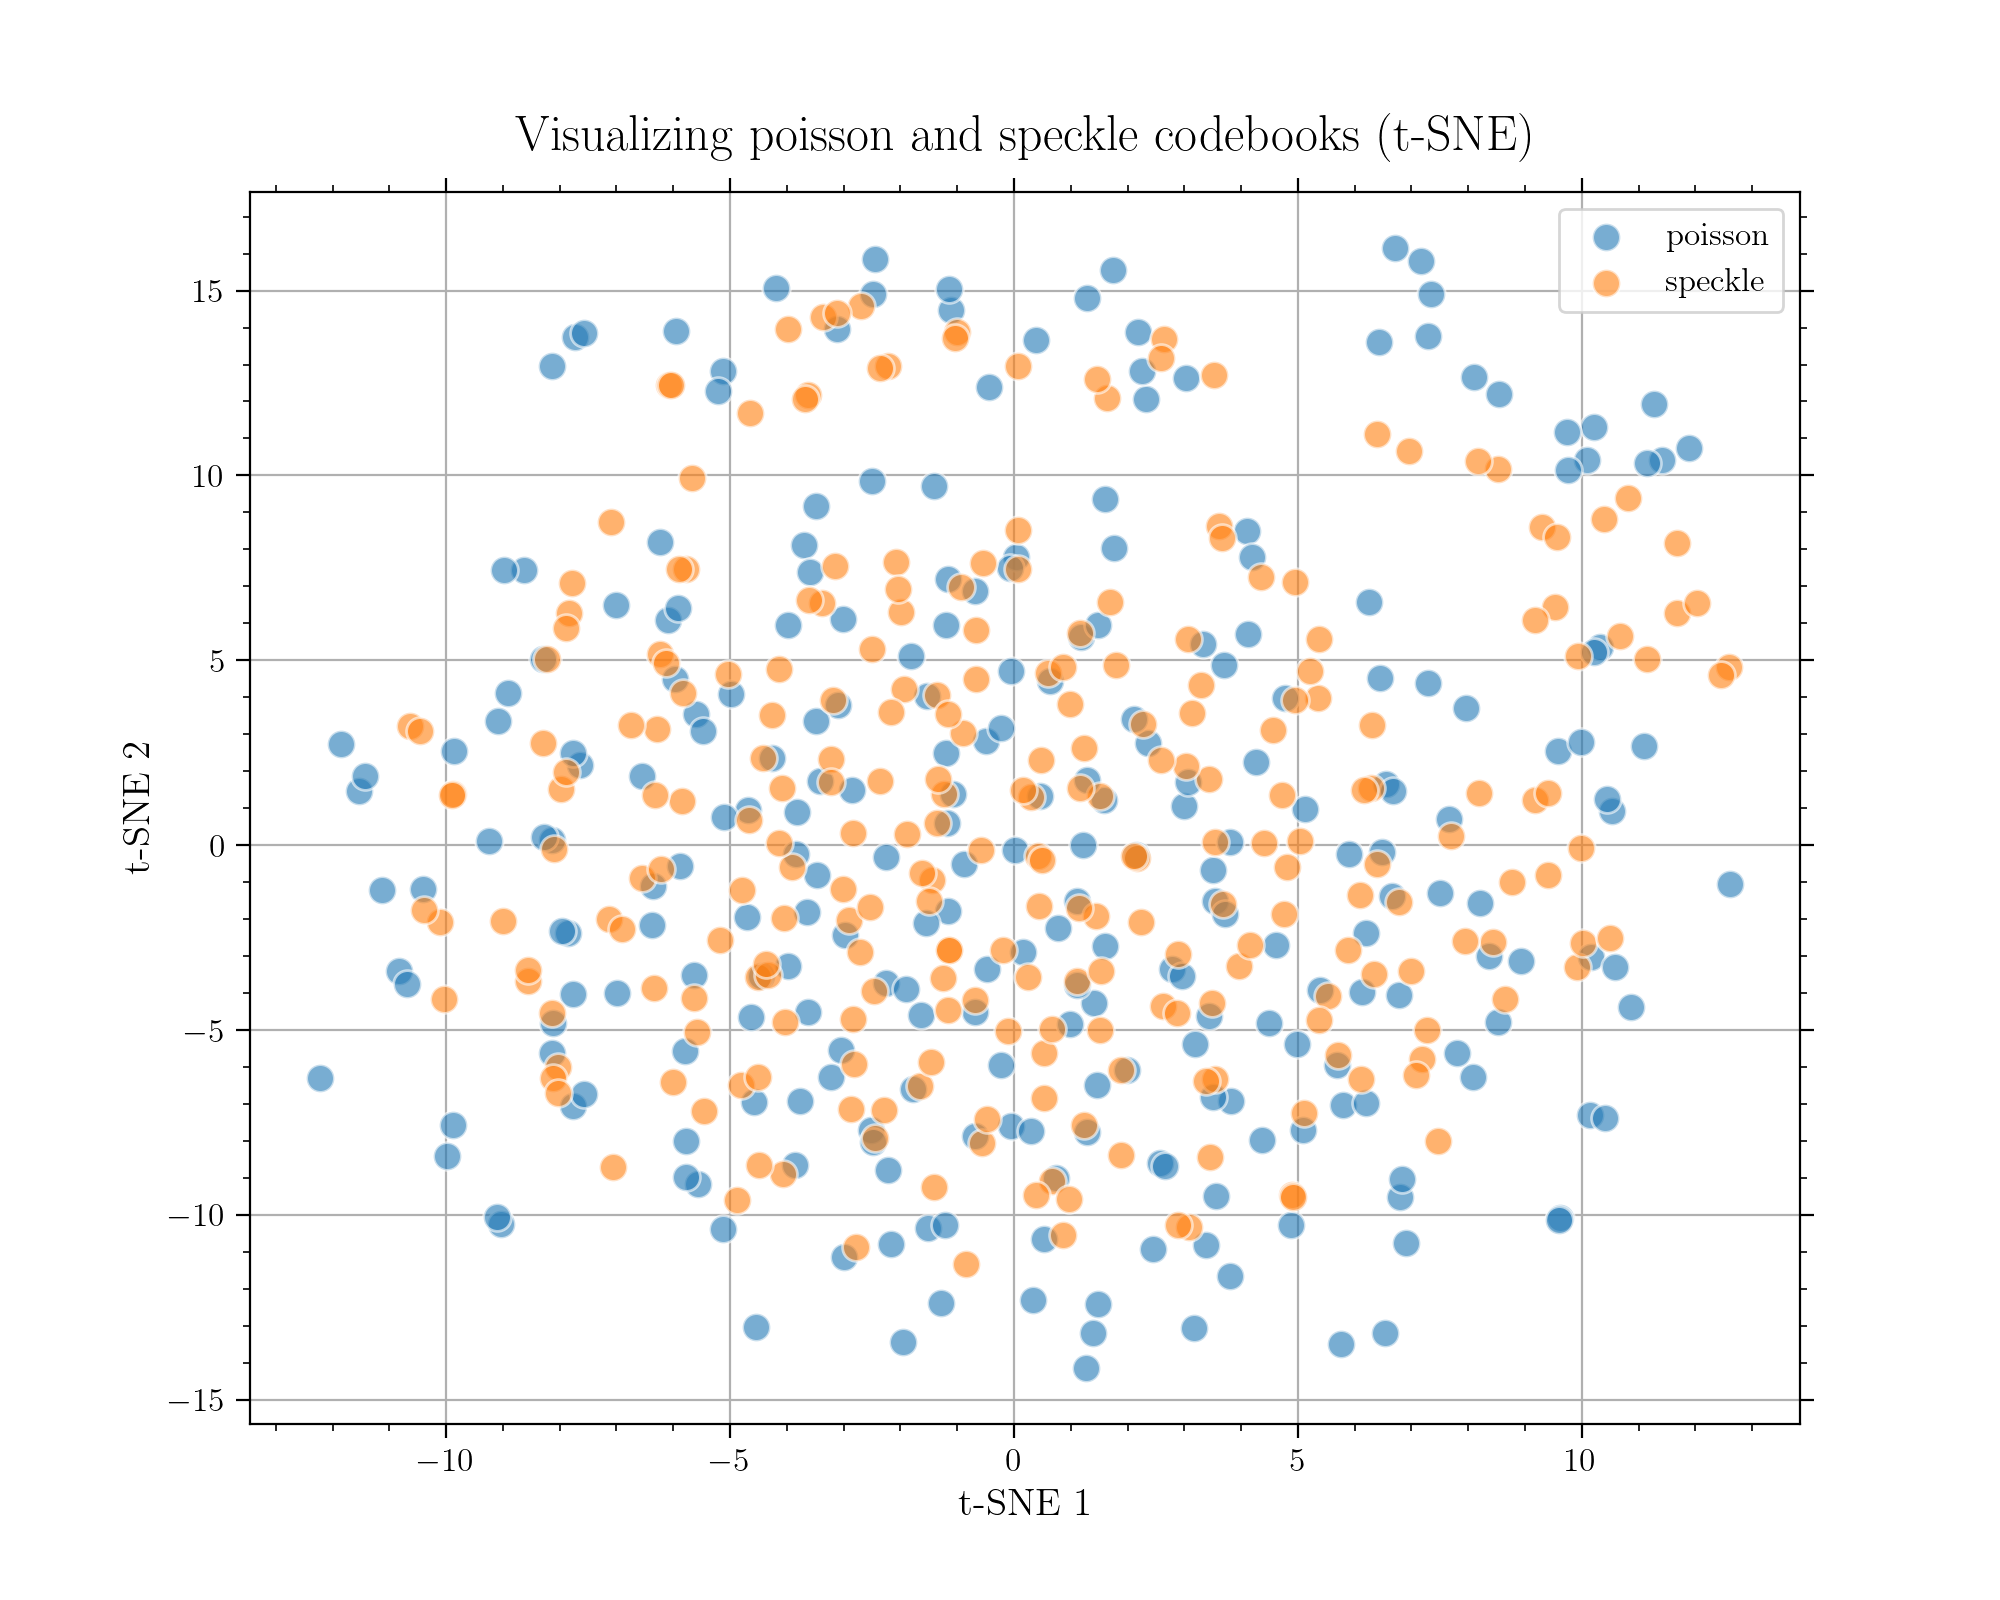 Visualizing poisson and speckle codebooks (t-SNE)
poisson
speckle
15
10
5
0
−5
−10
−15
t-SNE 2
−10
−5
0
5
10
t-SNE 1